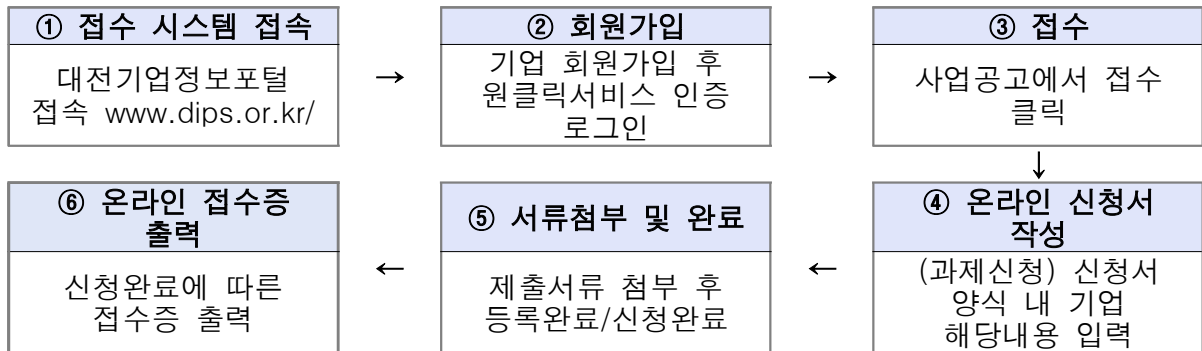 ① 접수 시스템 접속
대전기업정보포털
접속 www.dips.or.kr/
→
② 회원가입
기업 회원가입 후
원클릭서비스 인증
로그인
→
③ 접수
사업공고에서 접수
클릭
↓
④ 온라인 신청서
작성
(과제신청) 신청서
양식 내 기업
해당내용 입력
←
⑤ 서류첨부 및 완료
제출서류 첨부 후
등록완료/신청완료
←
⑥ 온라인 접수증
출력
신청완료에 따른
접수증 출력